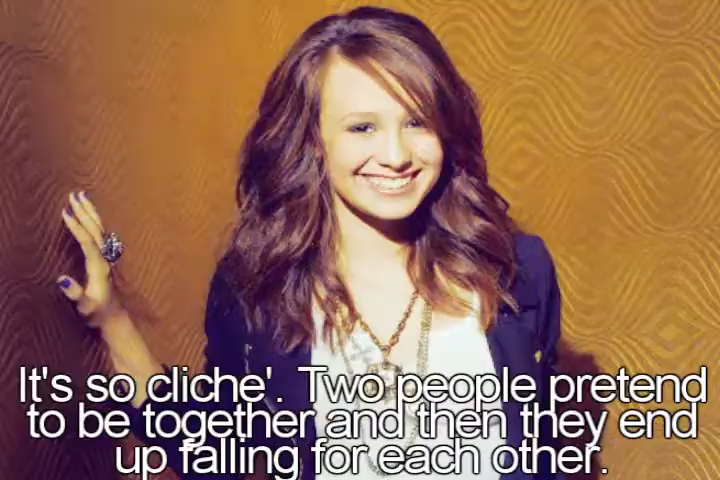 It's so cliche'. Two people pretend
to be together and then they end
up falling for each other.